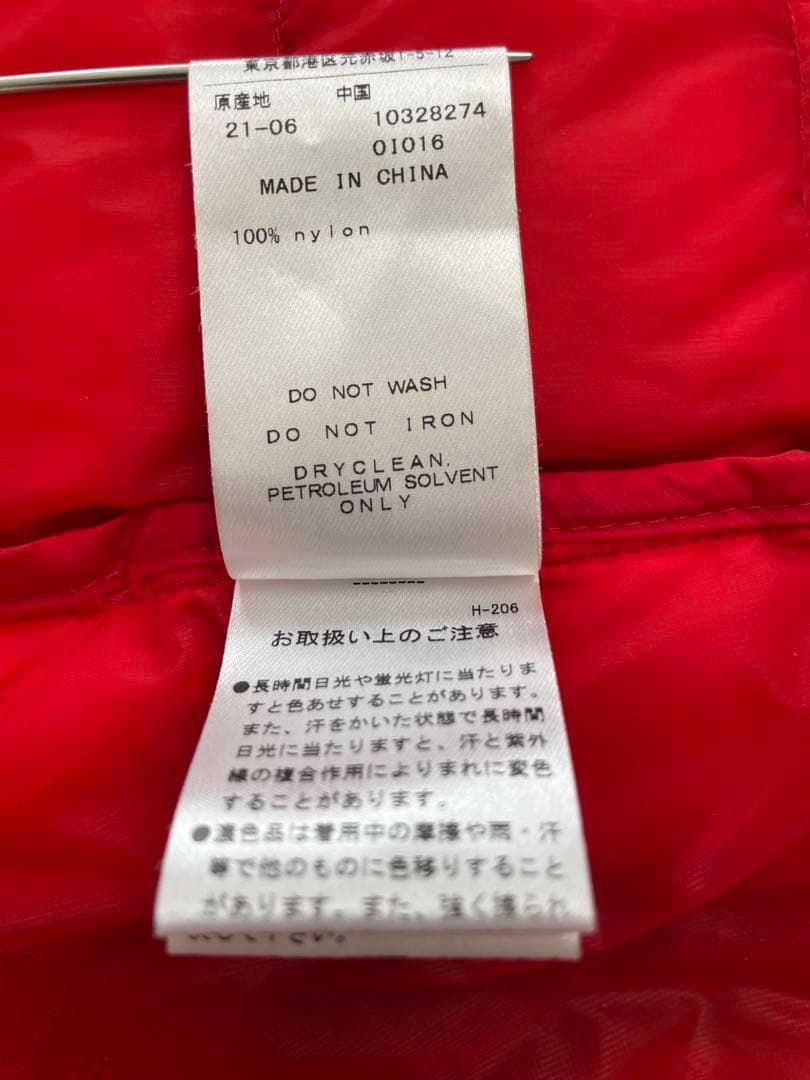 東京都港区元赤坂1-5-12
原産地 中国
21-06 10328274
01016
MADE IN CHINA
100% nylon
DO NOT WASH
DO NOT IRON
DRYCLEAN,
PETROLEUM SOLVENT
ONLY
--------
H-206
お取扱い上のご注意
●長時間日光や蛍光灯に当たりま
すと色あせすることがあります。
また、汗をかいた状態で長時間
日光に当たりますと、汗と紫外
線の複合作用によりまれに変色
することがあります。
●濃色品は着用中の摩擦や雨・汗
等で他のものに色移りすること
があります。また、強く擦られ